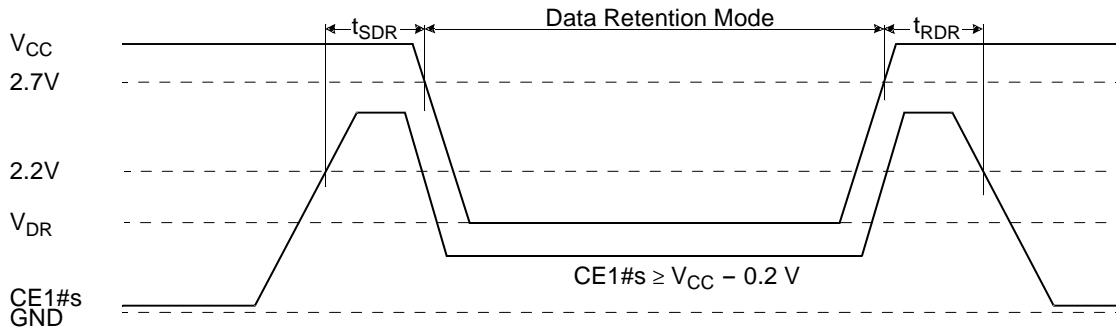 Data Retention Mode
tSDR
tRDR
VCC
2.7V
2.2V
VDR
CE1#s ≥ VCC − 0.2 V
CE1#s
GND